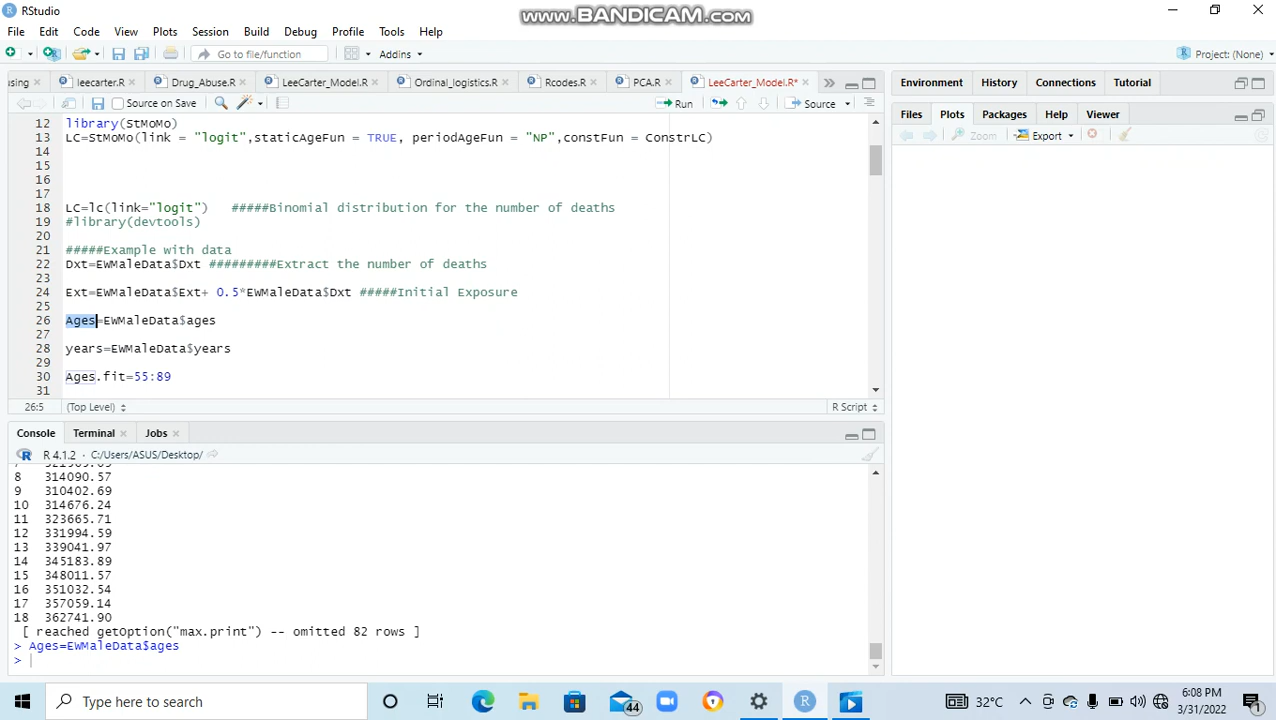 RStudio
www.BANDICAM.com
File Edit Code View Plots Session Build Debug Profile Tools Help
Go to file/function Addins Project: (None)
sing leecarter.R Drug_Abuse.R LeeCarter_Model.R Ordinal_logistics.R Rcodes.R PCA.R LeeCarter_Model.R* Environment History Connections Tutorial
Source on Save Run Source
Files Plots Packages Help Viewer
Zoom Export
12 library(StMoMo)
13 LC=StMoMo(link = "logit",staticAgeFun = TRUE, periodAgeFun = "NP",constFun = ConstrLC)
14
15
16
17
18 LC=lc(link="logit") #####Binomial distribution for the number of deaths
19 #library(devtools)
20
21 #####Example with data
22 Dxt=EWMaleData$Dxt #########Extract the number of deaths
23
24 Ext=EWMaleData$Ext+ 0.5*EWMaleData$Dxt #####Initial Exposure
25
26 Ages=EWMaleData$ages
27
28 years=EWMaleData$years
29
30 Ages.fit=55:89
31
26:5 (Top Level) R Script
Console Terminal Jobs
R 4.1.2 · C:/Users/ASUS/Desktop/
8 314090.57
9 310402.69
10 314676.24
11 323665.71
12 331994.59
13 339041.97
14 345183.89
15 348011.57
16 351032.54
17 357059.14
18 362741.90
[ reached getOption("max.print") -- omitted 82 rows ]
> Ages=EWMaleData$ages
>
Type here to search 44 32°C 6:08 PM
3/31/2022 1